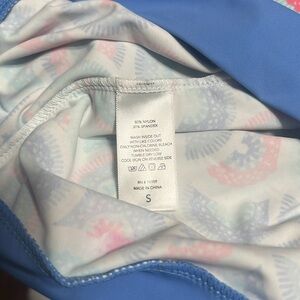 80% NYLON
20% SPANDEX
WASH INSIDE OUT
WITH LIKE COLORS
ONLY NON-CHLORINE BLEACH
WHEN NEEDED
TUMBLE DRY LOW
COOL IRON ON REVERSE SIDE
RN #
MADE IN CHINA
S